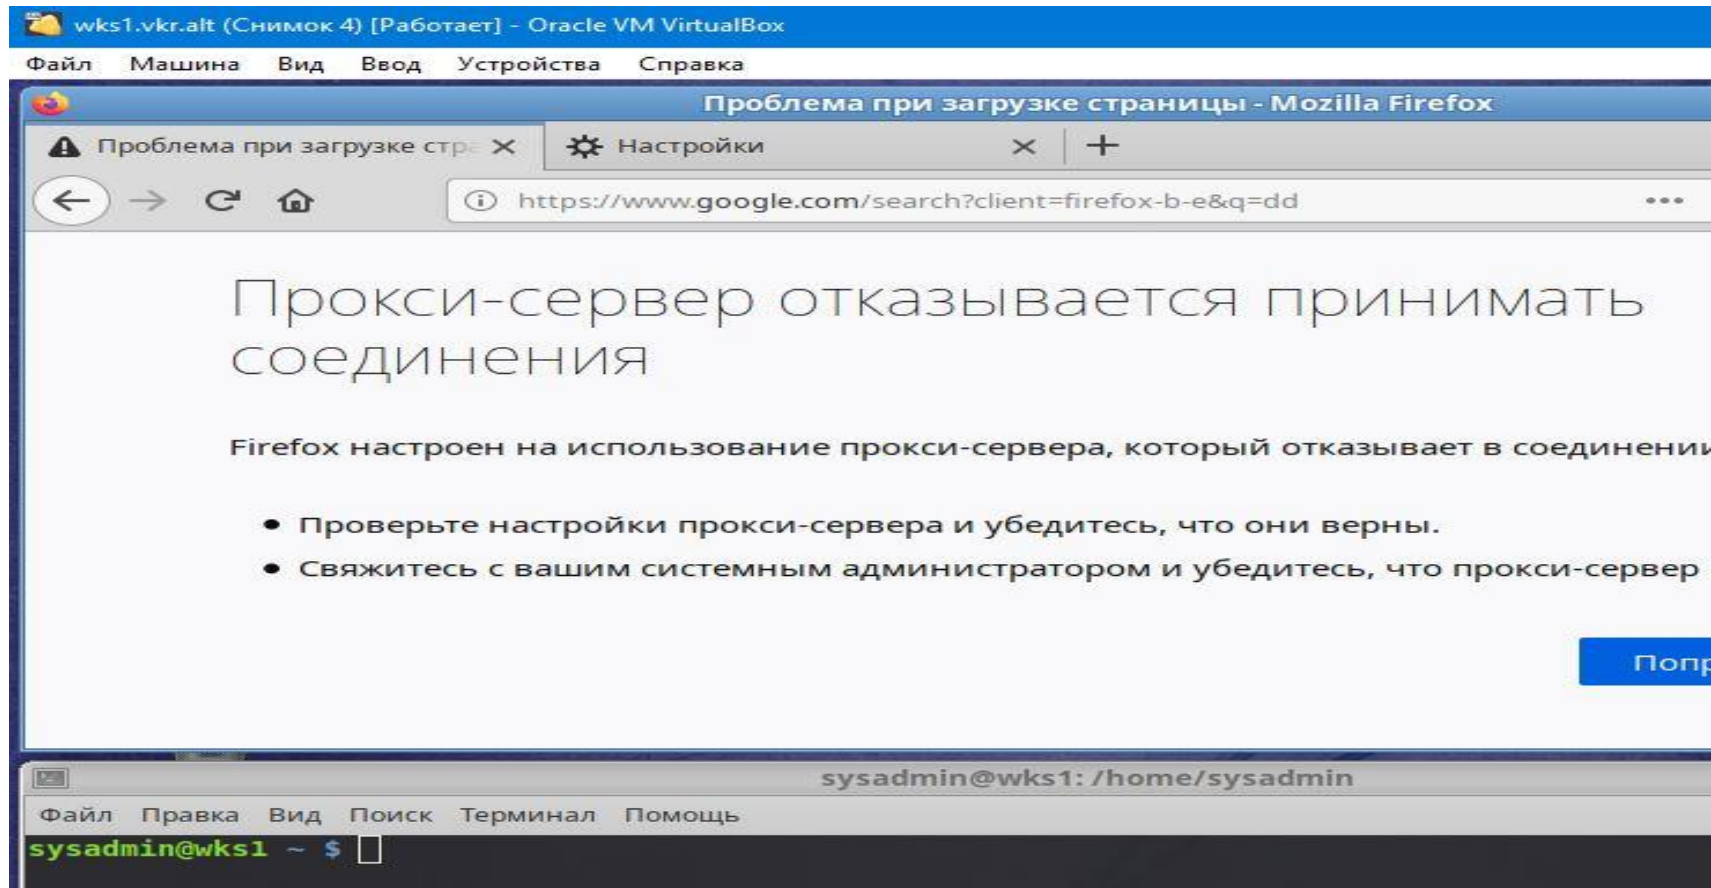 wks1.vkr.alt (Снимок 4) [Работает] - Oracle VM VirtualBox
Файл Машина Вид Ввод Устройства Справка
Проблема при загрузке страницы - Mozilla Firefox
Проблема при загрузке стра Настройки
https://www.google.com/search?client=firefox-b-e&q=dd
Прокси-сервер отказывается принимать
соединения
Firefox настроен на использование прокси-сервера, который отказывает в соединении
Проверьте настройки прокси-сервера и убедитесь, что они верны.
Свяжитесь с вашим системным администратором и убедитесь, что прокси-сервер
Попр
sysadmin@wks1: /home/sysadmin
Файл Правка Вид Поиск Терминал Помощь
sysadmin@wks1 ~ $